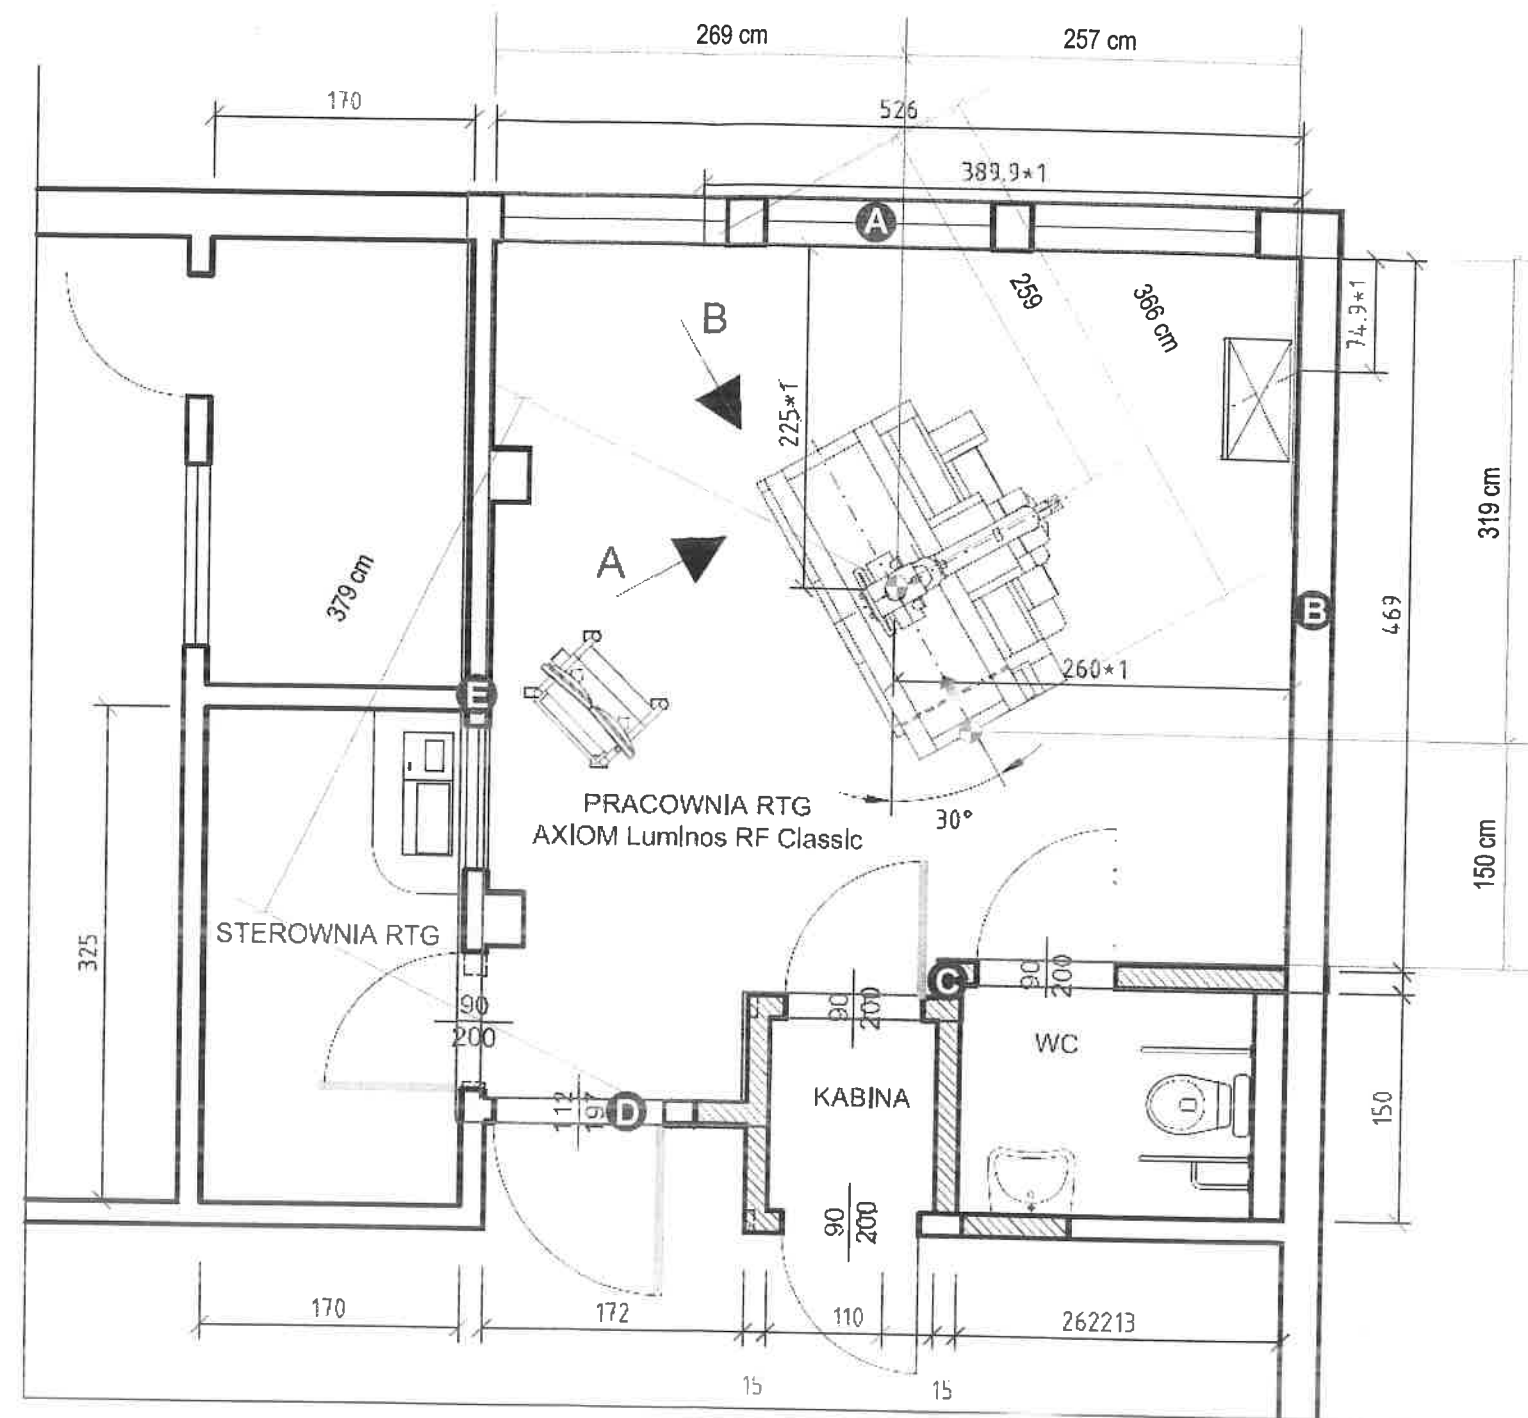 269 cm
257 cm
170
526
389.9*1
A
B
259
366 cm
74.9*1
225*1
319 cm
A
379 cm
469
B
E
260*1
PRACOWNIA RTG
AXIOM Luminos RF Classic
30°
150 cm
STEROWNIA RTG
325
90
200
90
200
C
90
200
WC
KABINA
112
197
D
150
90
200
170
172
110
262213
15
15